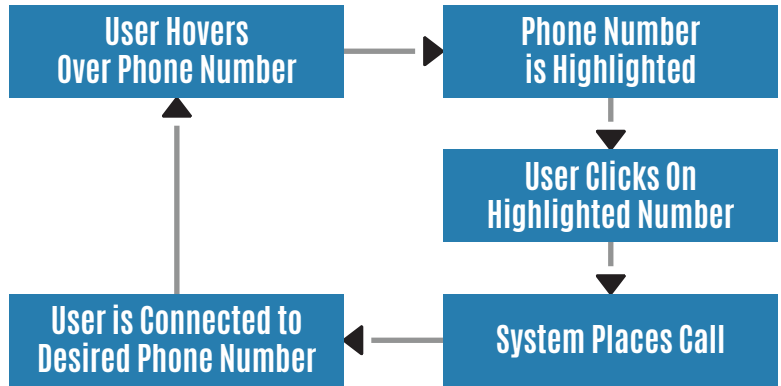 User Hovers
Over Phone Number
Phone Number
is Highlighted
User Clicks On
Highlighted Number
System Places Call
User is Connected to
Desired Phone Number